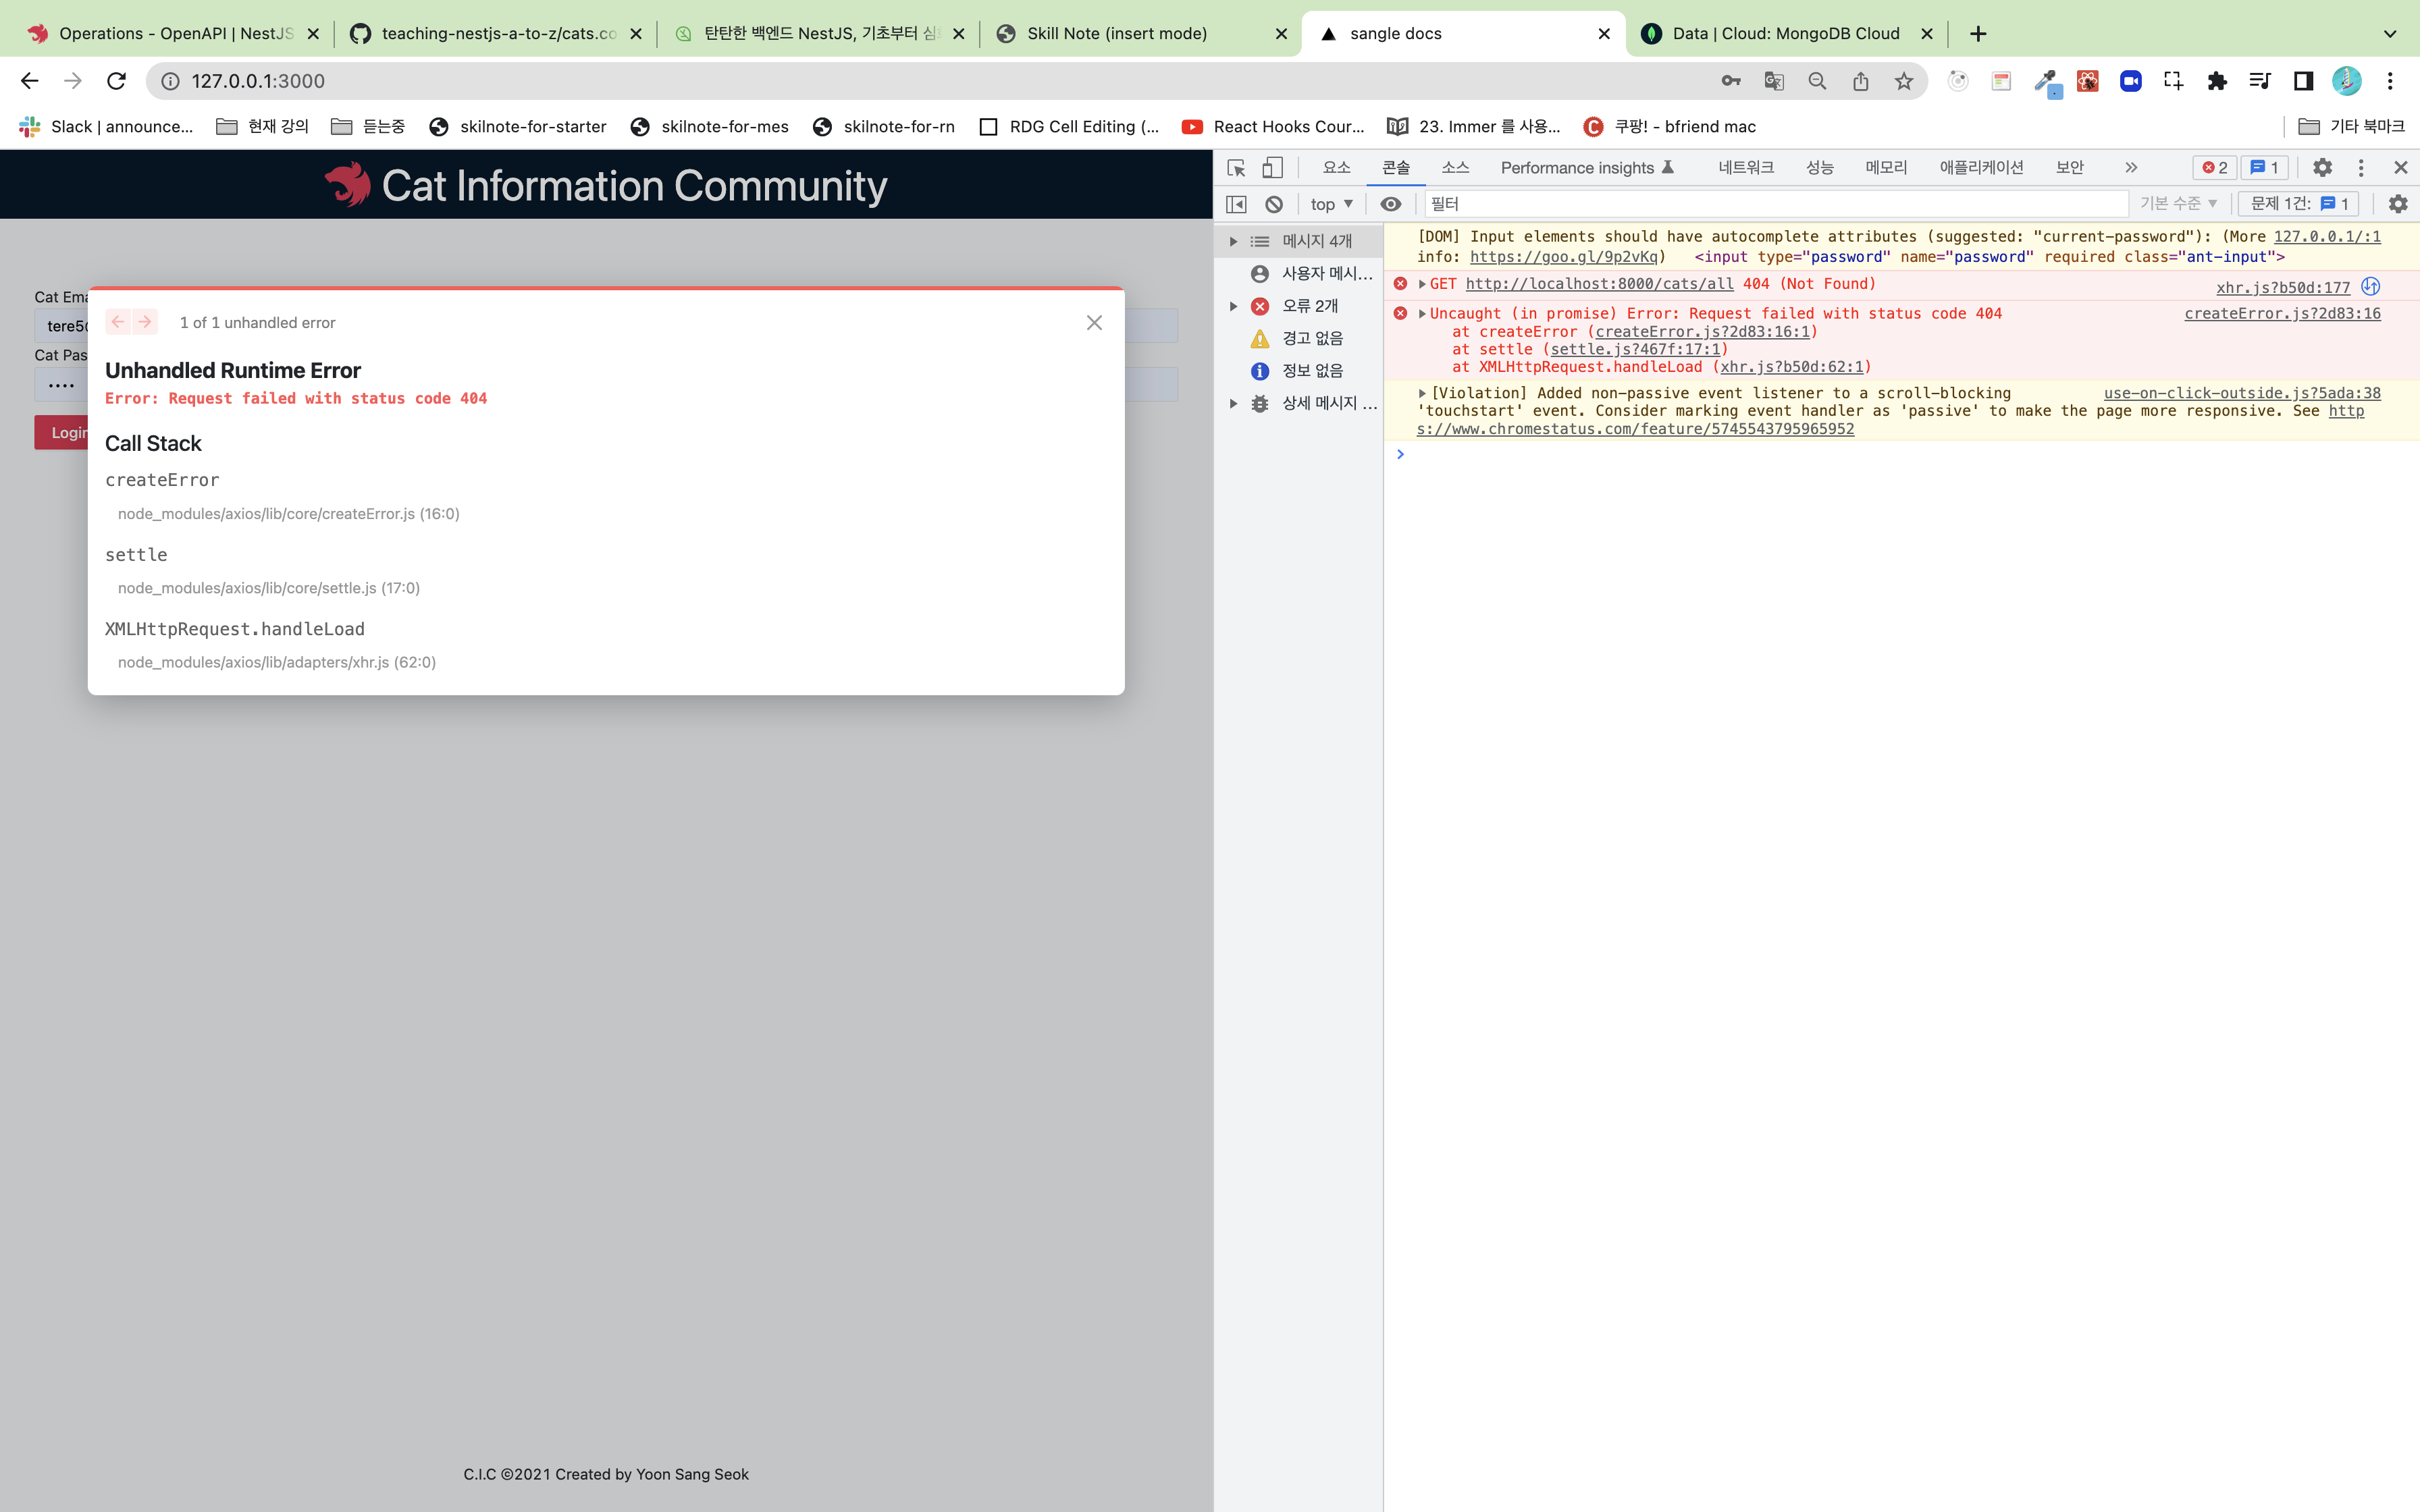 Operations - OpenAPI | NestJS
teaching-nestjs-a-to-z/cats.co
탄탄한 백엔드 NestJS, 기초부터 심
Skill Note (insert mode)
sangle docs
Data | Cloud: MongoDB Cloud
127.0.0.1:3000
Slack | announce...
현재 강의
듣는중
skilnote-for-starter
skilnote-for-mes
skilnote-for-rn
RDG Cell Editing (...
React Hooks Cour...
23. Immer 를 사용...
쿠팡! - bfriend mac
기타 북마크
Cat Information Community
Cat Ema
tere5
Cat Pas
••••
Login
1 of 1 unhandled error
Unhandled Runtime Error
Error: Request failed with status code 404
Call Stack
createError
node_modules/axios/lib/core/createError.js (16:0)
settle
node_modules/axios/lib/core/settle.js (17:0)
XMLHttpRequest.handleLoad
node_modules/axios/lib/adapters/xhr.js (62:0)
C.I.C ©2021 Created by Yoon Sang Seok
요소
콘솔
소스
Performance insights
네트워크
성능
메모리
애플리케이션
보안
2
1
top
필터
기본 수준
문제 1건: 1
메시지 4개
사용자 메시...
오류 2개
경고 없음
정보 없음
상세 메시지 ...
[DOM] Input elements should have autocomplete attributes (suggested: "current-password"): (More 127.0.0.1/:1
info: https://goo.gl/9p2vKq) <input type="password" name="password" required class="ant-input">
GET http://localhost:8000/cats/all 404 (Not Found) xhr.js?b50d:177
Uncaught (in promise) Error: Request failed with status code 404 createError.js?2d83:16
at createError (createError.js?2d83:16:1)
at settle (settle.js?467f:17:1)
at XMLHttpRequest.handleLoad (xhr.js?b50d:62:1)
[Violation] Added non-passive event listener to a scroll-blocking use-on-click-outside.js?5ada:38
'touchstart' event. Consider marking event handler as 'passive' to make the page more responsive. See http
s://www.chromestatus.com/feature/5745543795965952